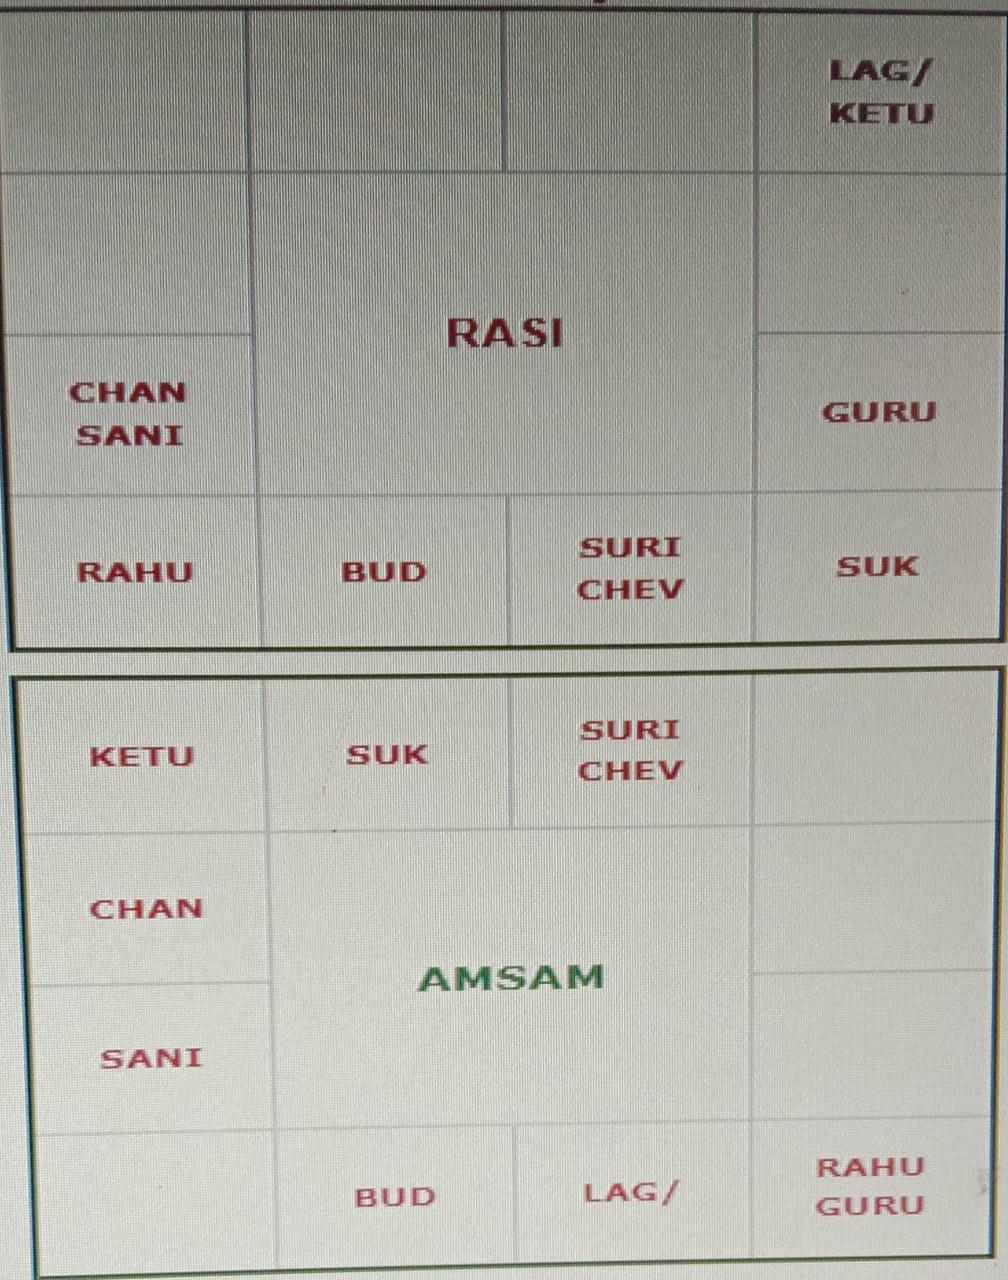 LAG/
KETU
RASI
CHAN
SANI
GURU
RAHU
BUD
SURI
CHEV
SUK
KETU
SUK
SURI
CHEV
CHAN
AMSAM
SANI
BUD
LAG/
RAHU
GURU